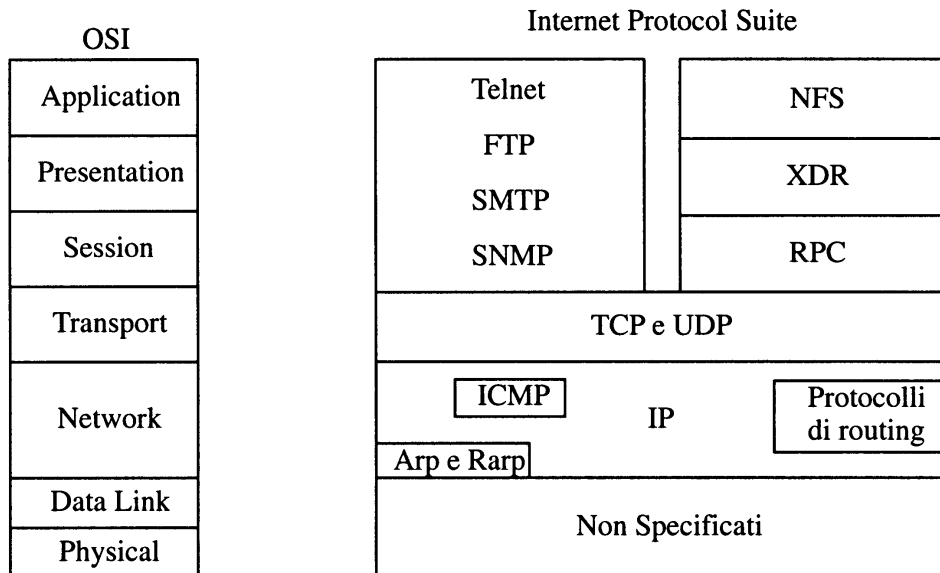 OSI
Application
Presentation
Session
Transport
Network
Data Link
Physical
Internet Protocol Suite
Telnet
FTP
SMTP
SNMP
NFS
XDR
RPC
TCP e UDP
ICMP
IP
Protocolli
di routing
Arp e Rarp
Non Specificati